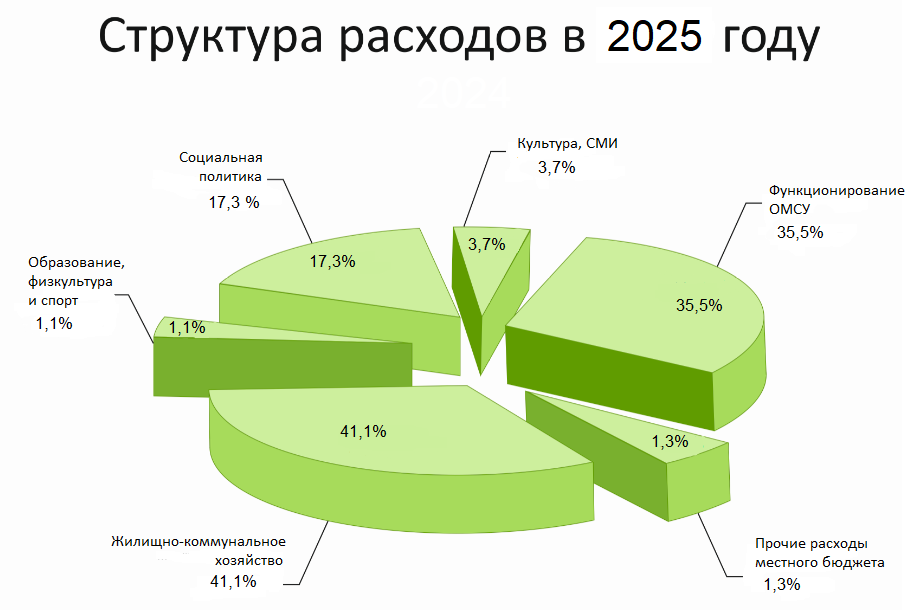 Структура расходов в 2025 году
2024
Культура, СМИ
3,7%
Социальная
политика
17,3 %
Функционирование
ОМСУ
35,5%
Образование,
физкультура
и спорт
1,1%
3,7%
17,3%
35,5%
1,1%
41,1%
1,3%
Жилищно-коммунальное
хозяйство
41,1%
Прочие расходы
местного бюджета
1,3%